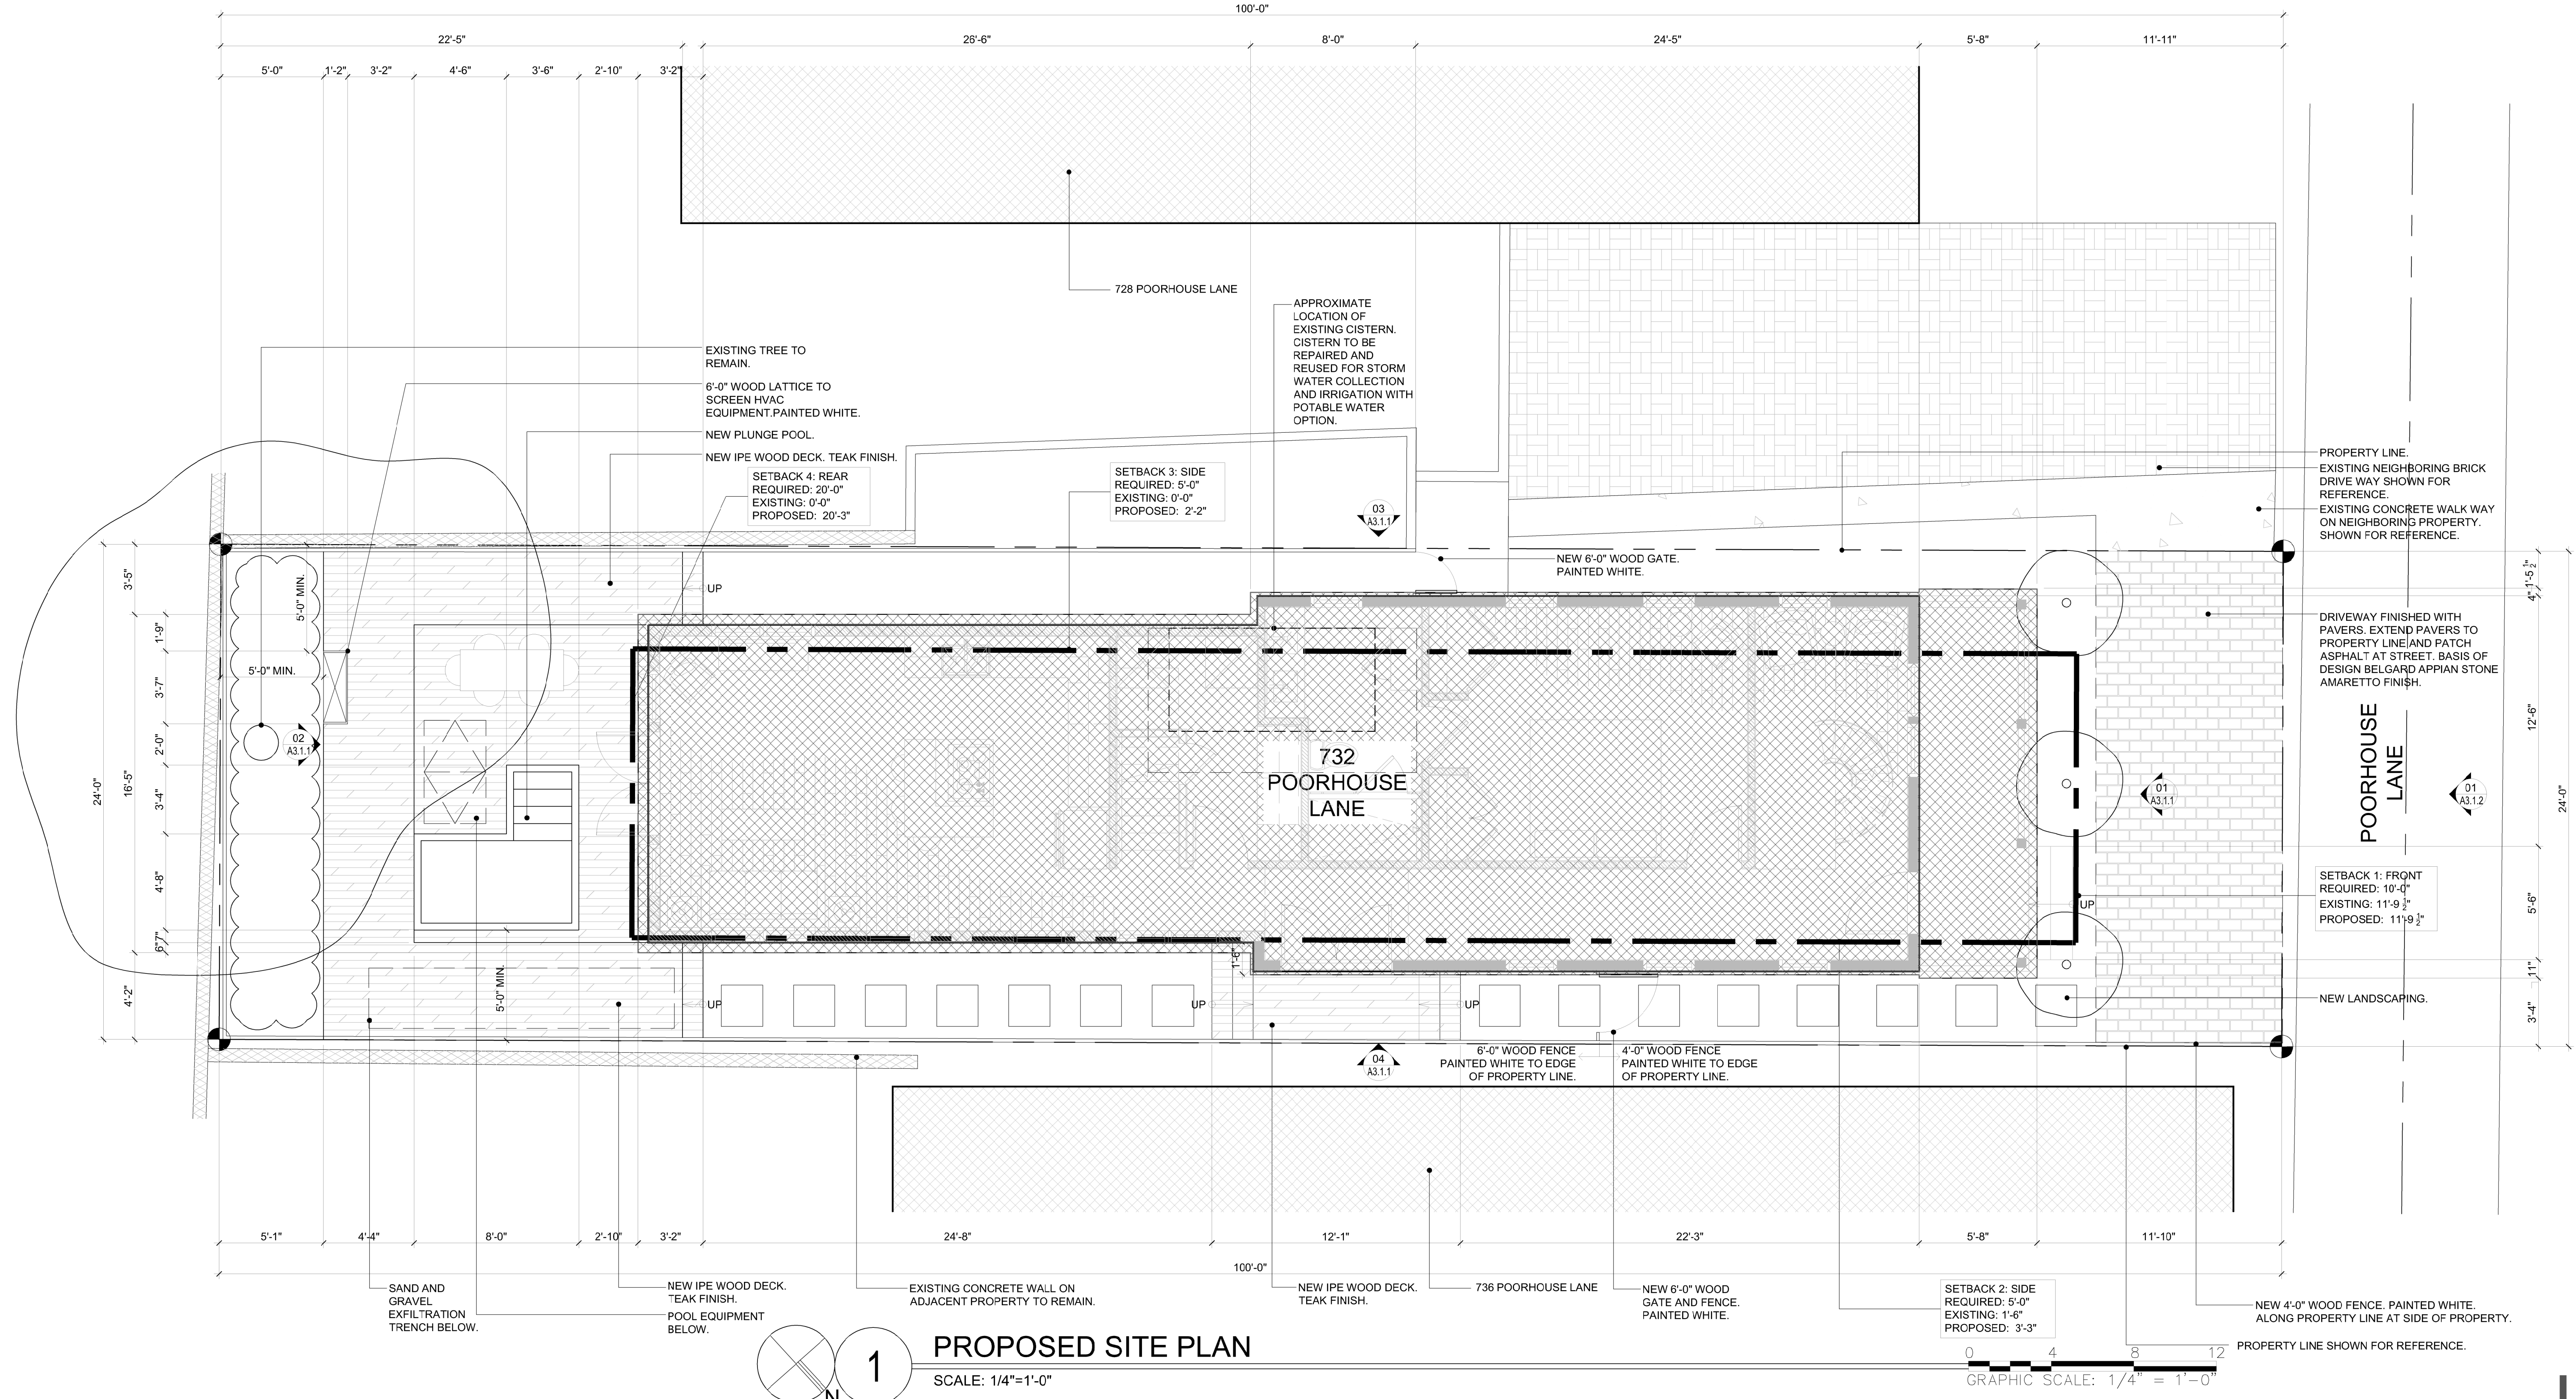 100'-0"
22'-5"
26'-6"
8'-0"
24'-5"
5'-8"
11'-11"
5'-0"
1'-2"
3'-2"
4'-6"
3'-6"
2'-10"
3'-2"
728 POORHOUSE LANE
APPROXIMATE
LOCATION OF
EXISTING CISTERN.
CISTERN TO BE
REPAIRED AND
REUSED FOR STORM
WATER COLLECTION
AND IRRIGATION WITH
POTABLE WATER
OPTION.
EXISTING TREE TO
REMAIN.
6'-0" WOOD LATTICE TO
SCREEN HVAC
EQUIPMENT.PAINTED WHITE.
NEW PLUNGE POOL.
NEW IPE WOOD DECK. TEAK FINISH.
SETBACK 4: REAR
REQUIRED: 20'-0"
EXISTING: 0'-0"
PROPOSED: 20'-3"
SETBACK 3: SIDE
REQUIRED: 5'-0"
EXISTING: 0'-0"
PROPOSED: 2'-2"
03
A3.1.1
NEW 6'-0" WOOD GATE.
PAINTED WHITE.
PROPERTY LINE.
EXISTING NEIGHBORING BRICK
DRIVE WAY SHOWN FOR
REFERENCE.
EXISTING CONCRETE WALK WAY
ON NEIGHBORING PROPERTY.
SHOWN FOR REFERENCE.
DRIVEWAY FINISHED WITH
PAVERS. EXTEND PAVERS TO
PROPERTY LINE AND PATCH
ASPHALT AT STREET. BASIS OF
DESIGN BELGARD APPIAN STONE
AMARETTO FINISH.
24'-0"
3'-5"
16'-5"
4'-2"
1'-9"
3'-7"
2'-0"
3'-4"
4'-8"
7"
6"
5'-0" MIN.
5'-0" MIN.
5'-0" MIN.
02
A3.1.1
UP
UP
UP
UP
UP
1'-6"
732
POORHOUSE
LANE
01
A3.1.1
POORHOUSE
LANE
01
A3.1.2
1'-5 1/2"
4"
12'-6"
5'-6"
11"
3'-4"
24'-0"
SETBACK 1: FRONT
REQUIRED: 10'-0"
EXISTING: 11'-9 1/2"
PROPOSED: 11'-9 1/2"
NEW LANDSCAPING.
04
A3.1.1
6'-0" WOOD FENCE
PAINTED WHITE TO EDGE
OF PROPERTY LINE.
4'-0" WOOD FENCE
PAINTED WHITE TO EDGE
OF PROPERTY LINE.
5'-1"
4'-4"
8'-0"
2'-10"
3'-2"
24'-8"
12'-1"
22'-3"
5'-8"
11'-10"
100'-0"
SAND AND
GRAVEL
EXFILTRATION
TRENCH BELOW.
NEW IPE WOOD DECK.
TEAK FINISH.
POOL EQUIPMENT
BELOW.
EXISTING CONCRETE WALL ON
ADJACENT PROPERTY TO REMAIN.
NEW IPE WOOD DECK.
TEAK FINISH.
736 POORHOUSE LANE
NEW 6'-0" WOOD
GATE AND FENCE.
PAINTED WHITE.
SETBACK 2: SIDE
REQUIRED: 5'-0"
EXISTING: 1'-6"
PROPOSED: 3'-3"
NEW 4'-0" WOOD FENCE. PAINTED WHITE.
ALONG PROPERTY LINE AT SIDE OF PROPERTY.
PROPERTY LINE SHOWN FOR REFERENCE.
N
1
PROPOSED SITE PLAN
SCALE: 1/4"=1'-0"
0 4 8 12
GRAPHIC SCALE: 1/4" = 1'-0"